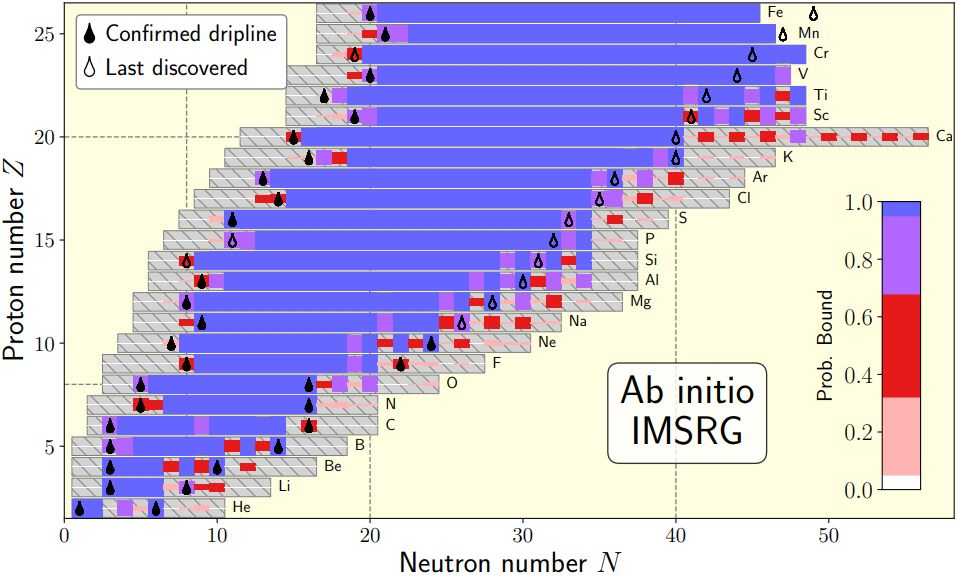 Confirmed dripline
Last discovered
Fe
Mn
Cr
V
Ti
Sc
Ca
K
Ar
Cl
S
P
Si
Al
Mg
Na
Ne
F
O
N
C
B
Be
Li
He
25
20
15
10
5
Proton number Z
0
10
20
30
40
50
Neutron number N
Ab initio
IMSRG
1.0
0.8
0.6
0.4
0.2
0.0
Prob. Bound